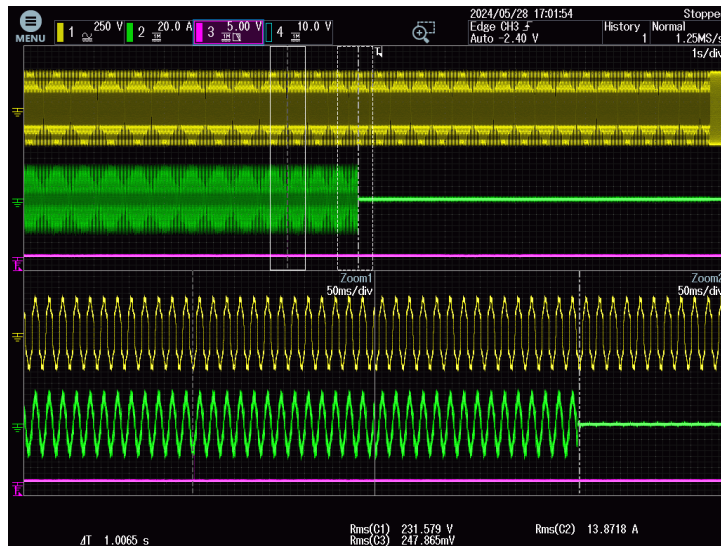 2024/05/28 17:01:54 Stoppe
MENU
1 250 V
2 20.0 A
3 5.00 V
4 10.0 V
Edge CH3
Auto -2.40 V
History
1
Normal
1.25MS/s
1s/div
Zoom1
50ms/div
Zoom2
50ms/div
Rms(C1) 231.579 V
Rms(C2) 13.8718 A
Rms(C3) 247.865mV
ΔT 1.0065 s